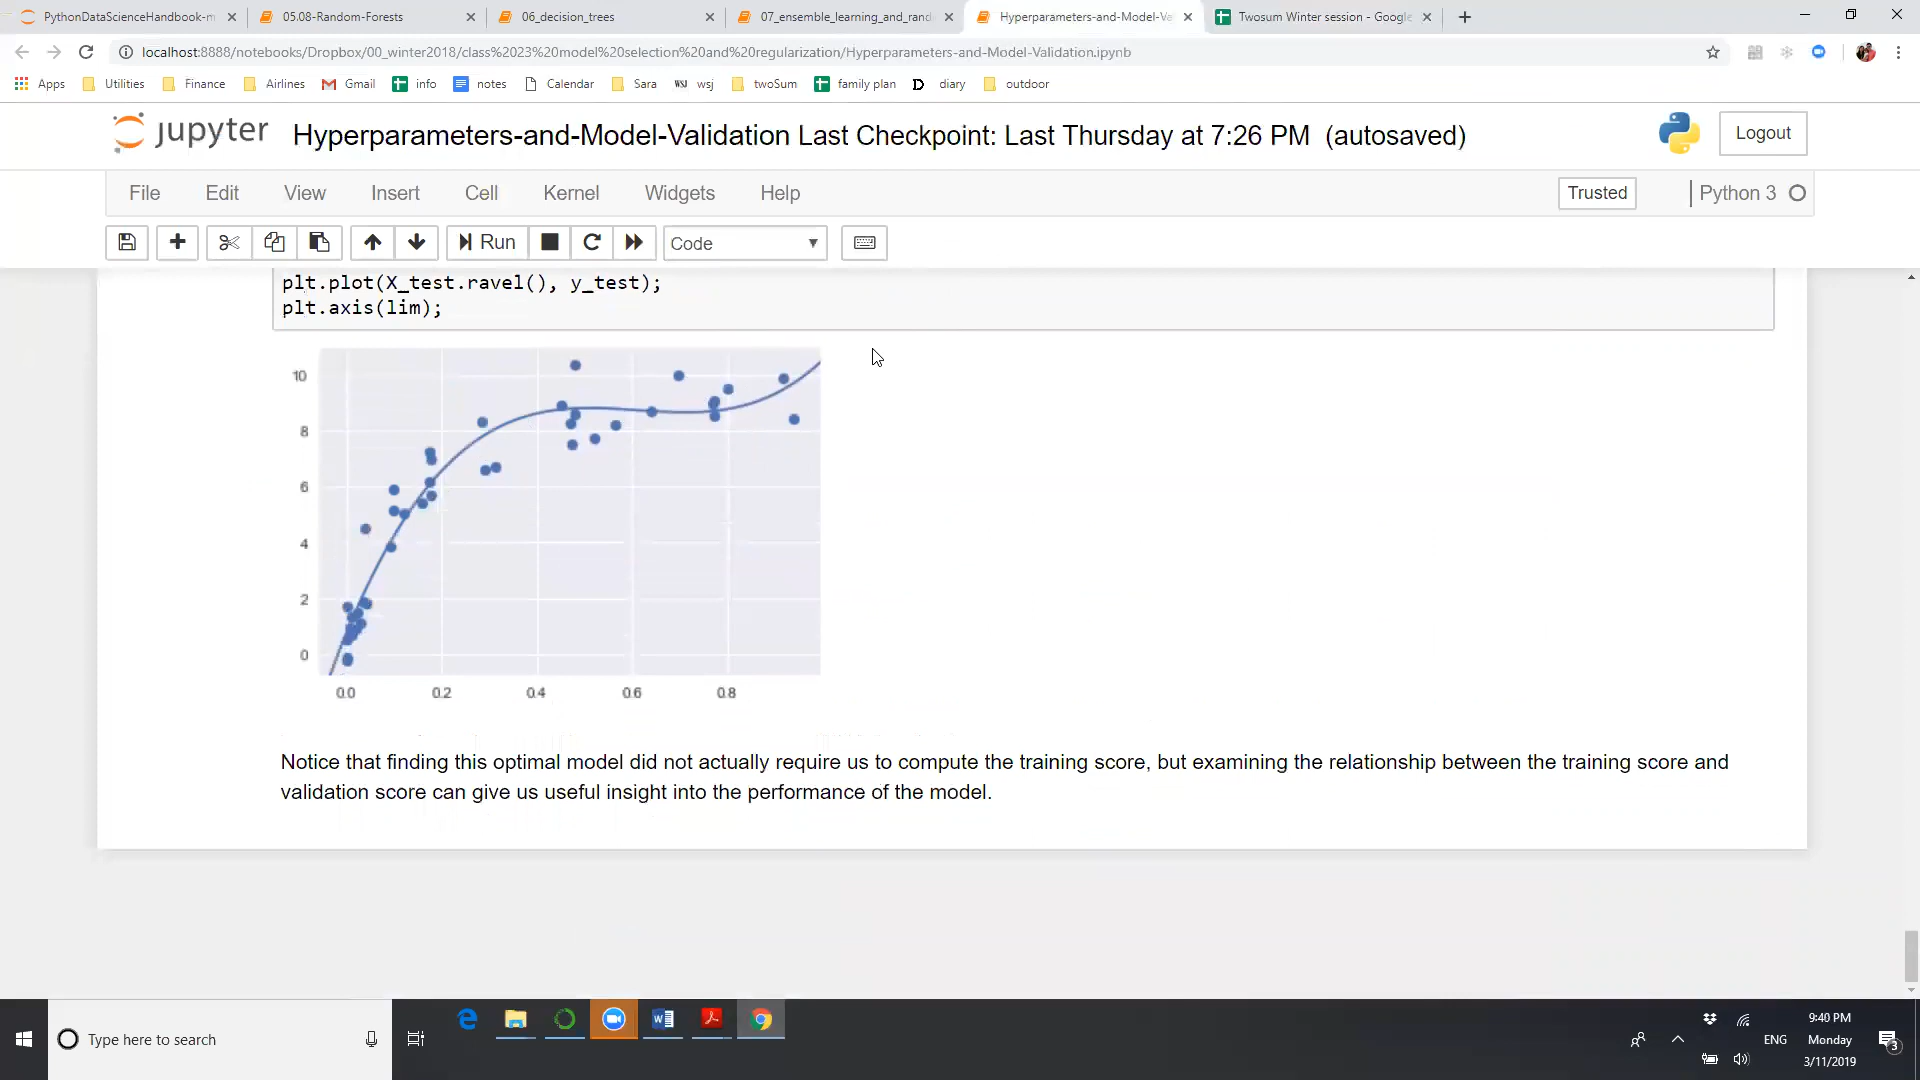 PythonDataScienceHandbook-m
05.08-Random-Forests
06_decision_trees
07_ensemble_learning_and_rand
Hyperparameters-and-Model-Va
Twosum Winter session - Google
localhost:8888/notebooks/Dropbox/00_winter2018/class%2023%20model%20selection%20and%20regularization/Hyperparameters-and-Model-Validation.ipynb
Apps Utilities Finance Airlines Gmail info notes Calendar Sara WSJ wsj twoSum family plan D diary outdoor
jupyter Hyperparameters-and-Model-Validation Last Checkpoint: Last Thursday at 7:26 PM (autosaved) Logout
File Edit View Insert Cell Kernel Widgets Help Trusted Python 3
Run Code
plt.plot(X_test.ravel(), y_test);
plt.axis(lim);
10
8
6
4
2
0
0.0 0.2 0.4 0.6 0.8
Notice that finding this optimal model did not actually require us to compute the training score, but examining the relationship between the training score and
validation score can give us useful insight into the performance of the model.
Type here to search
ENG
9:40 PM
Monday
3/11/2019
3